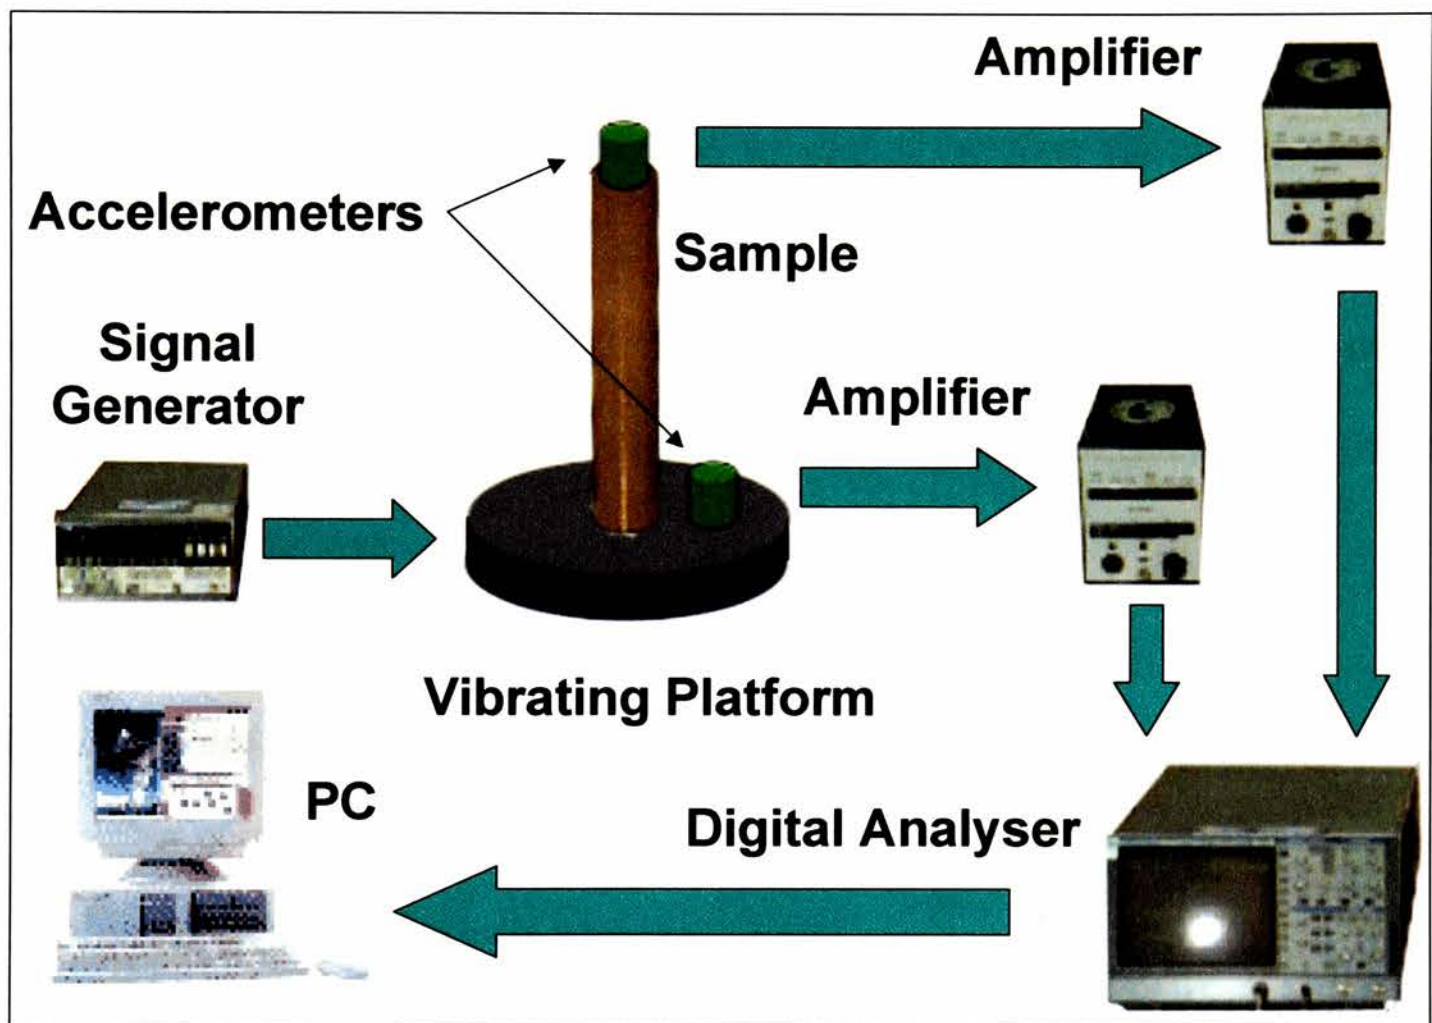 Amplifier
Accelerometers
Sample
Signal
Generator
Amplifier
Vibrating Platform
PC
Digital Analyser